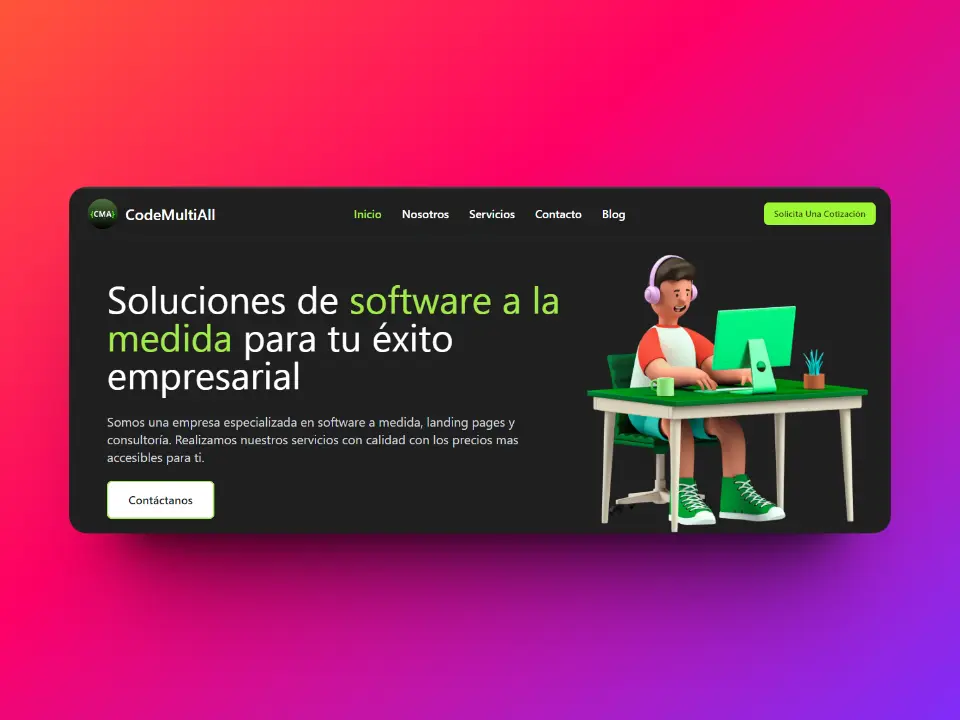 {CMA}
CodeMultiAll
Inicio
Nosotros
Servicios
Contacto
Blog
Solicita Una Cotización
Soluciones de software a la
medida para tu éxito
empresarial
Somos una empresa especializada en software a medida, landing pages y
consultoría. Realizamos nuestros servicios con calidad con los precios mas
accesibles para ti.
Contáctanos